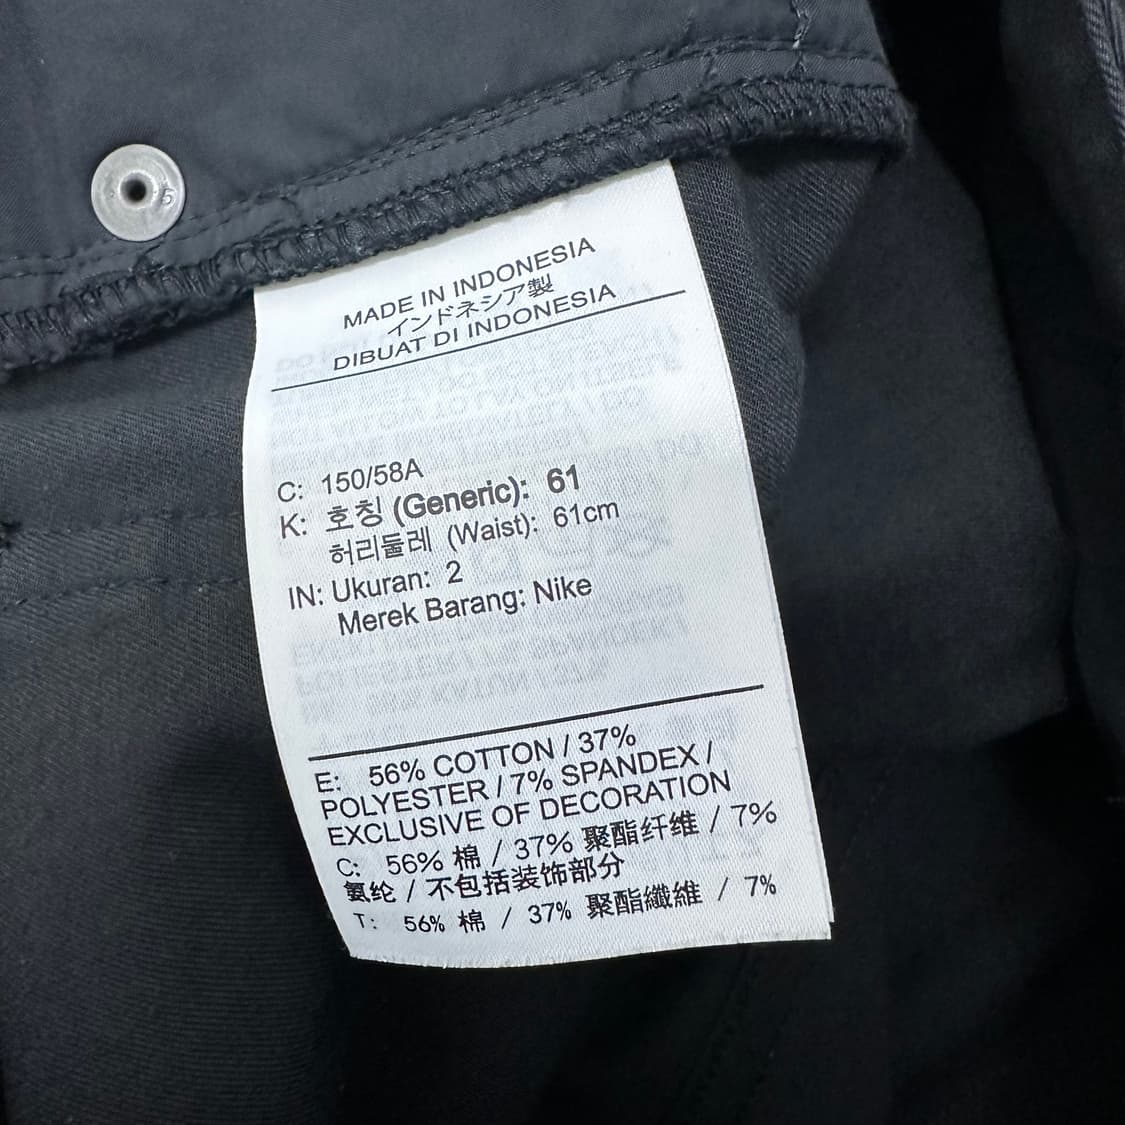 MADE IN INDONESIA
インドネシア製
DIBUAT DI INDONESIA
C: 150/58A
K: 호칭 (Generic): 61
허리둘레 (Waist): 61cm
IN: Ukuran: 2
Merek Barang: Nike
E: 56% COTTON / 37%
POLYESTER / 7% SPANDEX /
EXCLUSIVE OF DECORATION
C: 56% 棉 / 37% 聚酯纤维 / 7%
氨纶 / 不包括装饰部分
T: 56% 棉 / 37% 聚酯纖維 / 7%